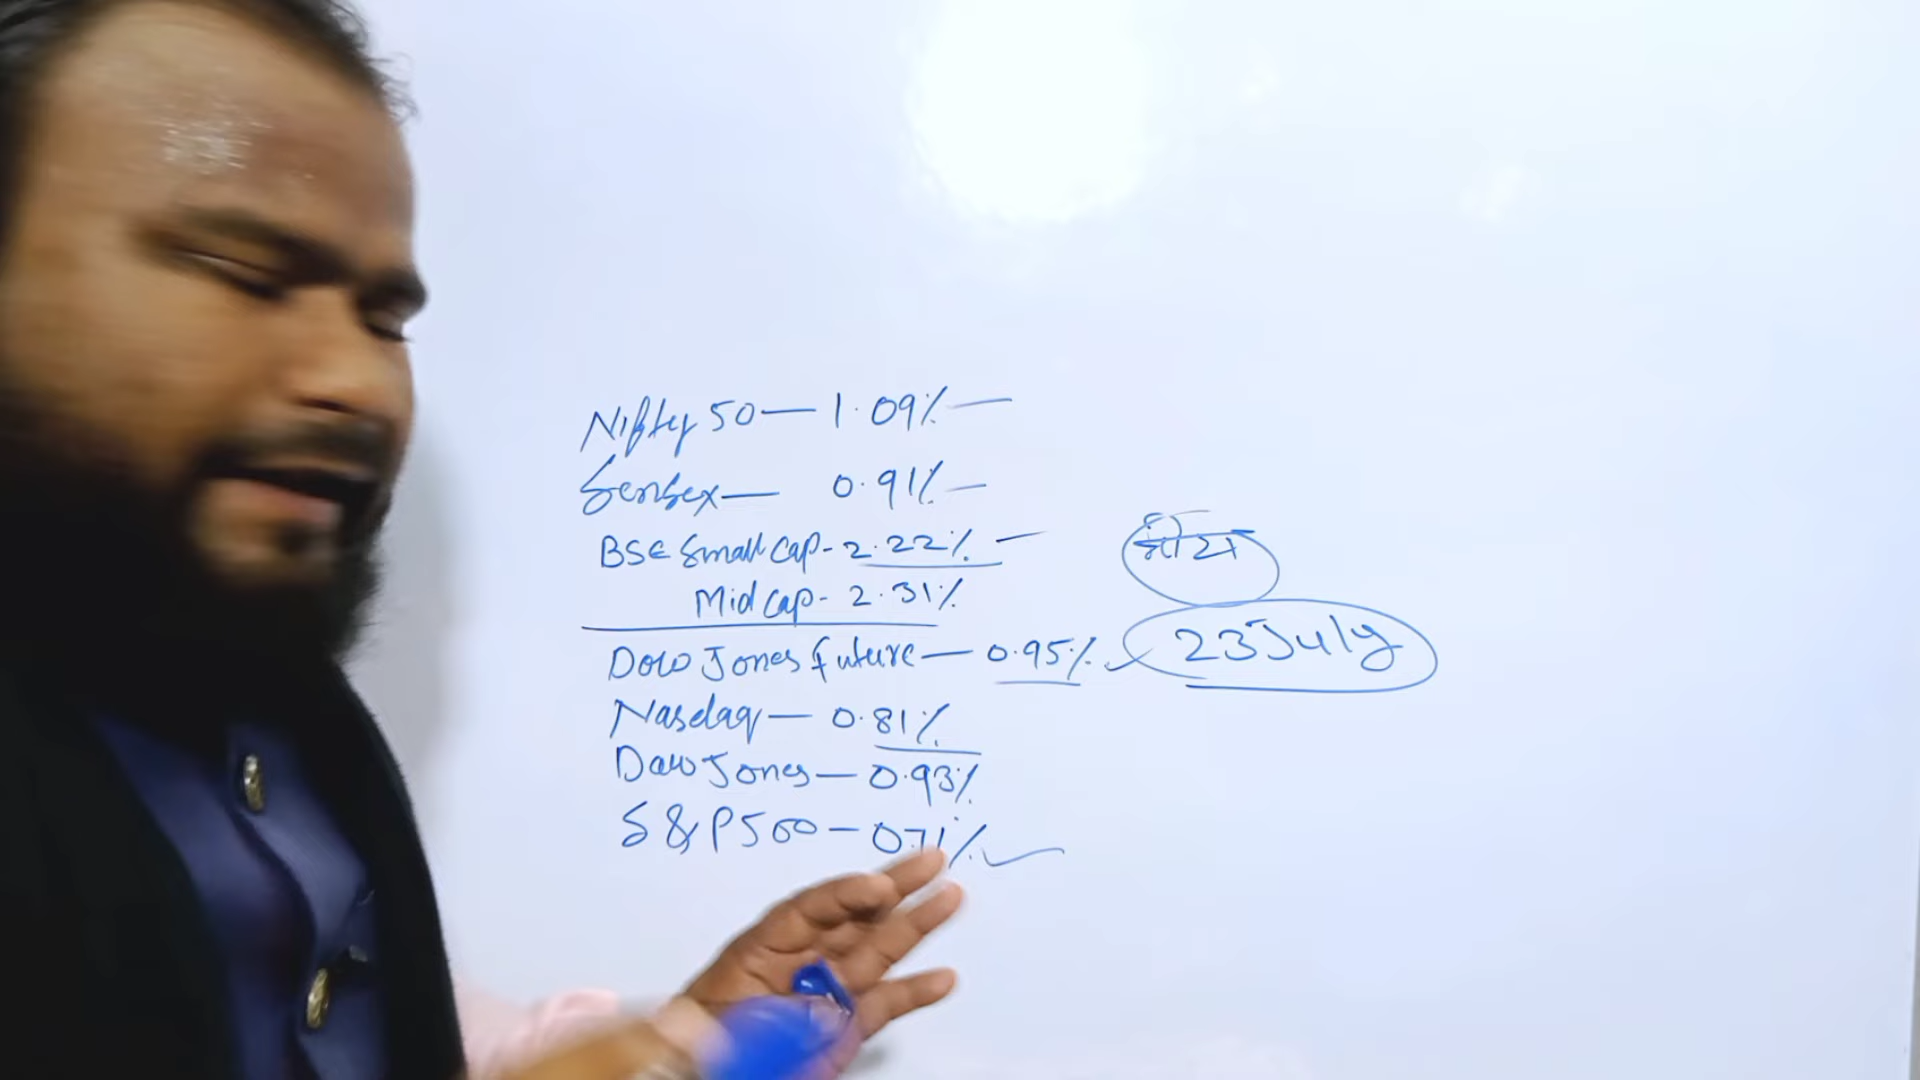 Nifty 50 — 1.09% —
Sensex — 0.91% —
BSE Small Cap - 2.22% —
Mid Cap - 2.31%
Dow Jones future — 0.95%
23 July
Nasdaq — 0.81%
Dow Jones — 0.93%
S&P 500 — 0.71%